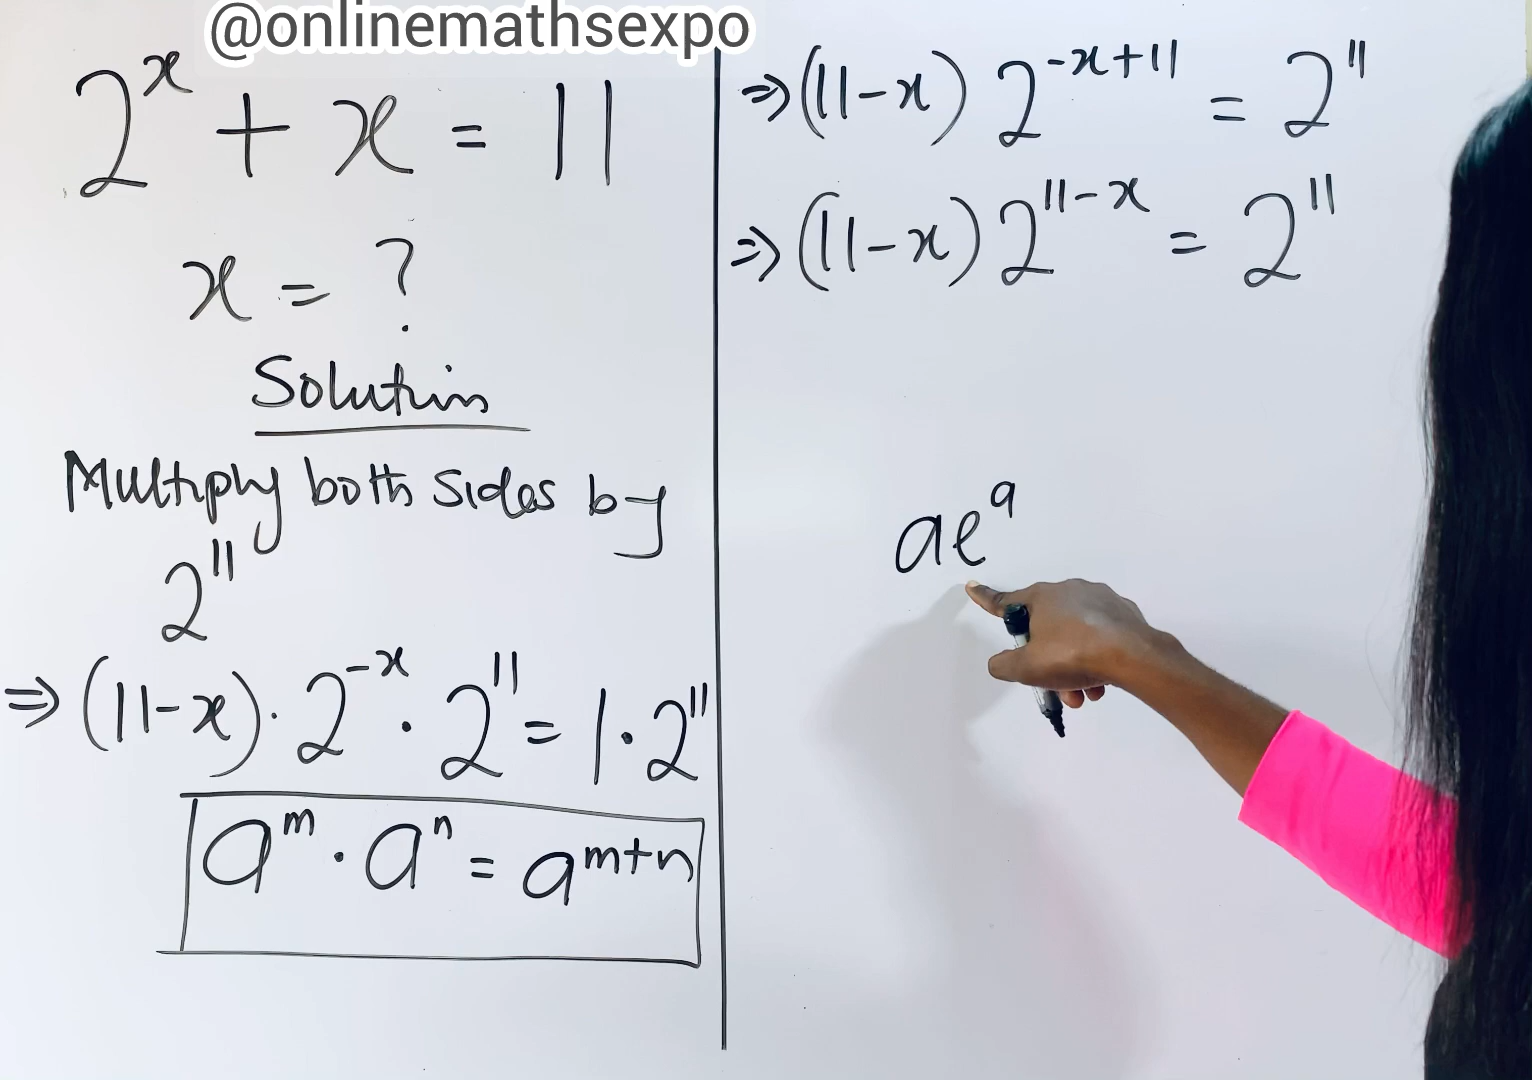 @onlinemathsexpo
2^x + x = 11
x = ?
Solution
Multiply both sides by
2^11
⇒ (11-x) · 2^-x · 2^11 = 1 · 2^11
a^m · a^n = a^m+n
⇒ (11-x) 2^-x+11 = 2^11
⇒ (11-x) 2^11-x = 2^11
ae^a